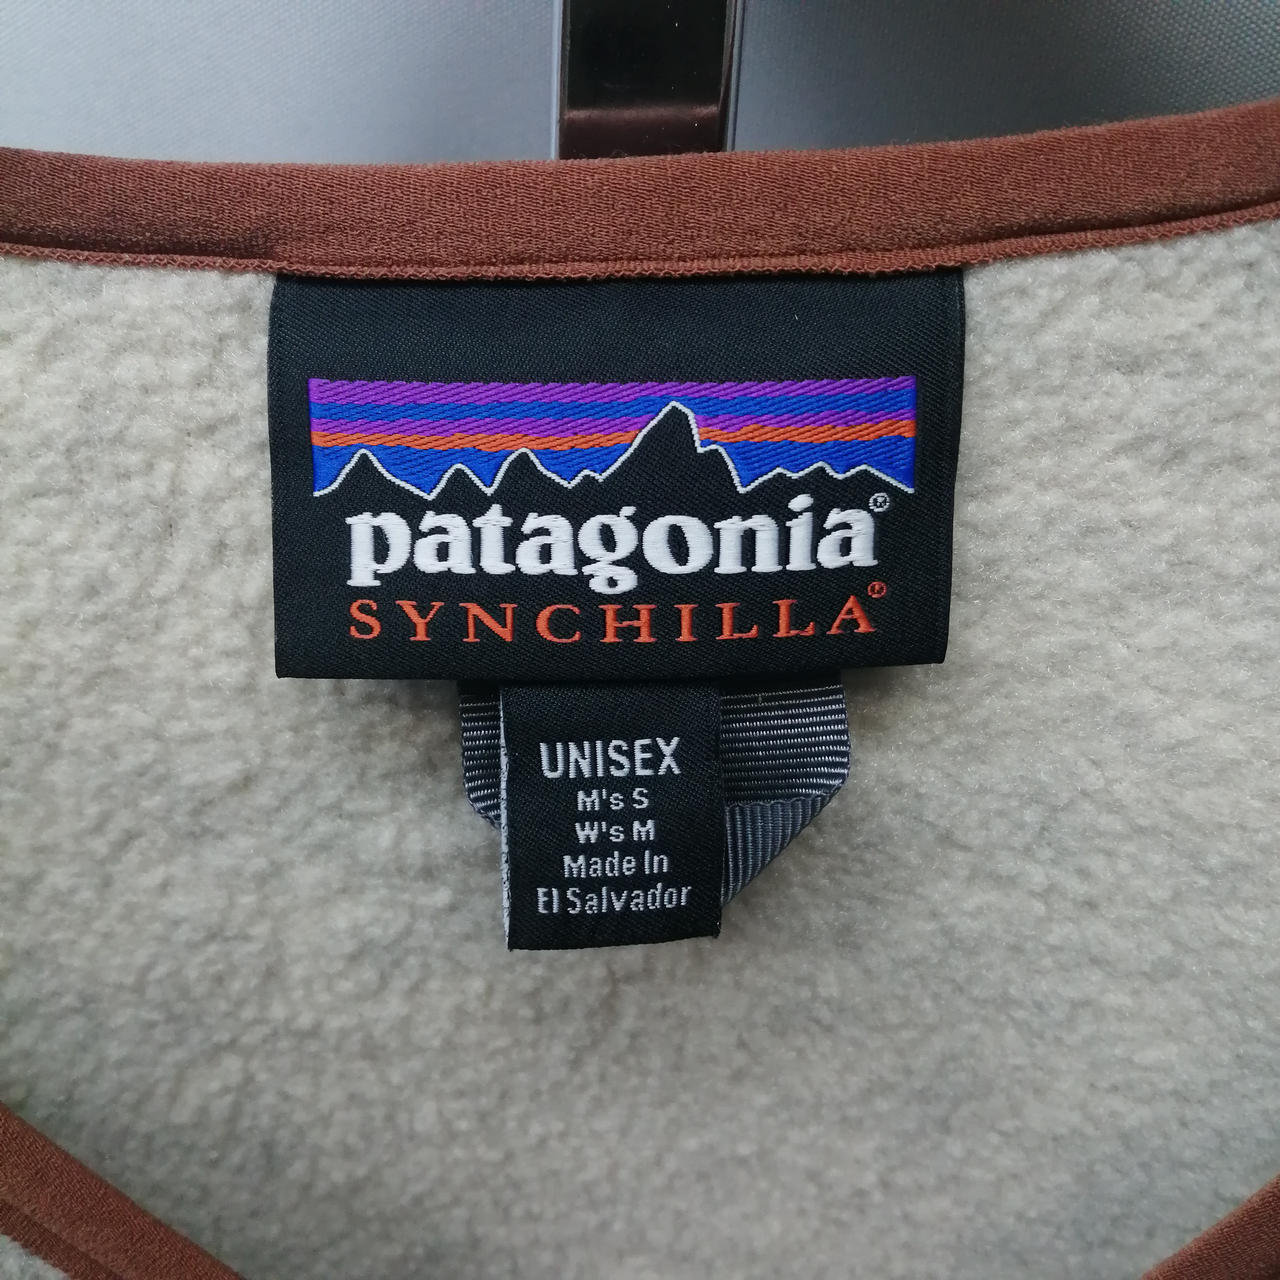 patagonia®
SYNCHILLA®
UNISEX
M's S
W's M
Made In
El Salvador